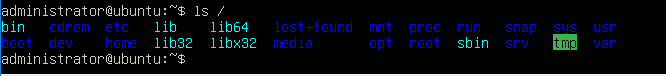 administrator@ubuntu:~$ ls /
bin cdrom etc lib lib64 lost+found mnt proc run snap sys usr
boot dev home lib32 libx32 media opt root sbin srv tmp var
administrator@ubuntu:~$